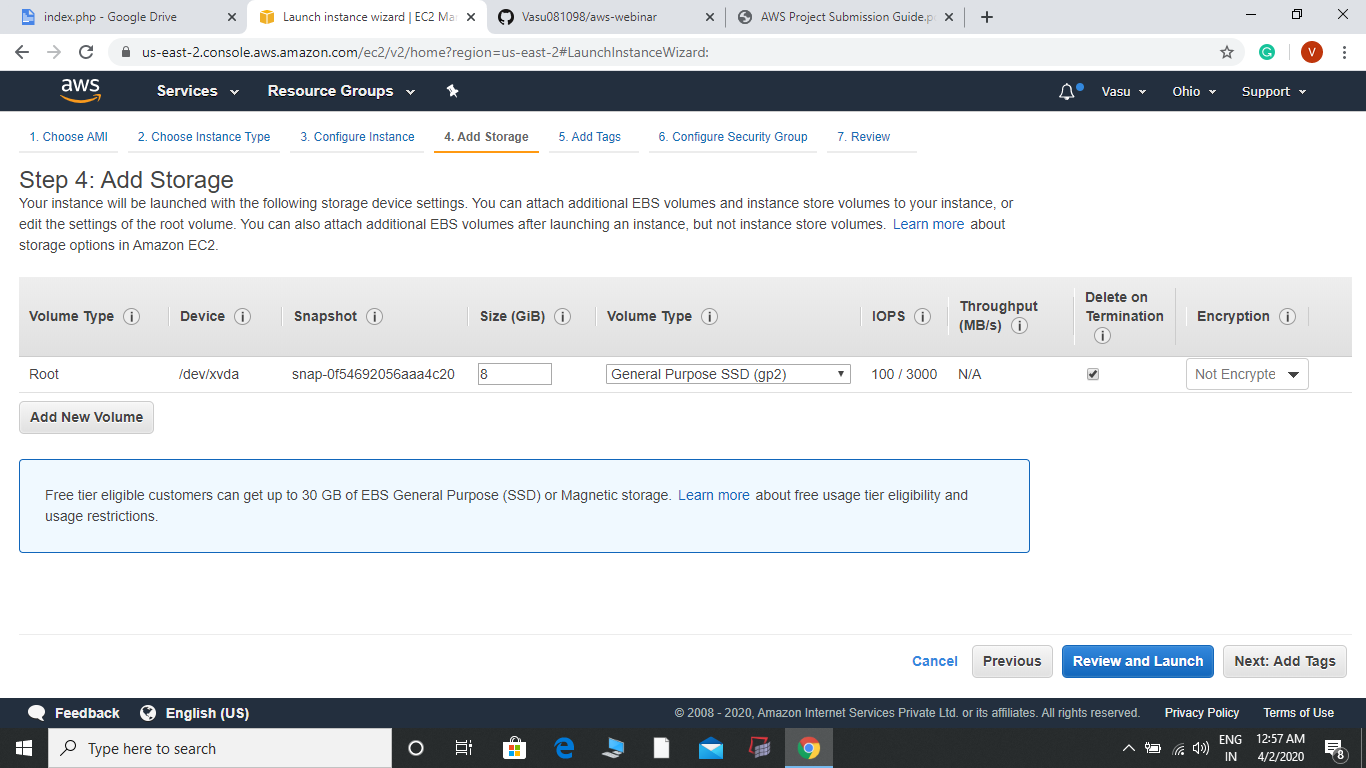 index.php - Google Drive
Launch instance wizard | EC2 Ma
Vasu081098/aws-webinar
AWS Project Submission Guide.p
us-east-2.console.aws.amazon.com/ec2/v2/home?region=us-east-2#LaunchInstanceWizard:
V
aws
Services
Resource Groups
Vasu
Ohio
Support
1. Choose AMI
2. Choose Instance Type
3. Configure Instance
4. Add Storage
5. Add Tags
6. Configure Security Group
7. Review
Step 4: Add Storage
Your instance will be launched with the following storage device settings. You can attach additional EBS volumes and instance store volumes to your instance, or
edit the settings of the root volume. You can also attach additional EBS volumes after launching an instance, but not instance store volumes. Learn more about
storage options in Amazon EC2.
Volume Type
Device
Snapshot
Size (GiB)
Volume Type
IOPS
Throughput
(MB/s)
Delete on
Termination
Encryption
Root
/dev/xvda
snap-0f54692056aaa4c20
8
General Purpose SSD (gp2)
100 / 3000
N/A
Not Encrypte
Add New Volume
Free tier eligible customers can get up to 30 GB of EBS General Purpose (SSD) or Magnetic storage. Learn more about free usage tier eligibility and
usage restrictions.
Cancel
Previous
Review and Launch
Next: Add Tags
Feedback
English (US)
© 2008 - 2020, Amazon Internet Services Private Ltd. or its affiliates. All rights reserved.
Privacy Policy
Terms of Use
Type here to search
ENG
IN
12:57 AM
4/2/2020
8